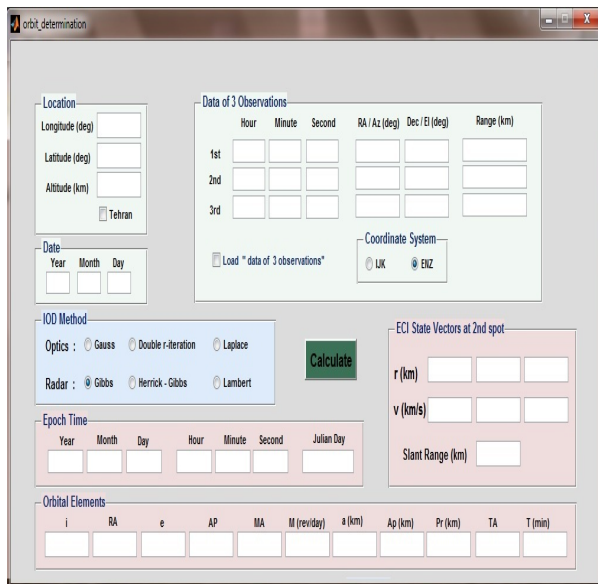 orbit_determination
Location
Longitude (deg)
Latitude (deg)
Altitude (km)
Tehran
Data of 3 Observations
Hour Minute Second RA / Az (deg) Dec / El (deg) Range (km)
1st
2nd
3rd
Load " data of 3 observations"
Coordinate System
IJK ENZ
Date
Year Month Day
IOD Method
Optics : Gauss Double r-iteration Laplace
Radar : Gibbs Herrick - Gibbs Lambert
Calculate
ECI State Vectors at 2nd spot
r (km)
v (km/s)
Slant Range (km)
Epoch Time
Year Month Day Hour Minute Second Julian Day
Orbital Elements
i RA e AP MA M (rev/day) a (km) Ap (km) Pr (km) TA T (min)